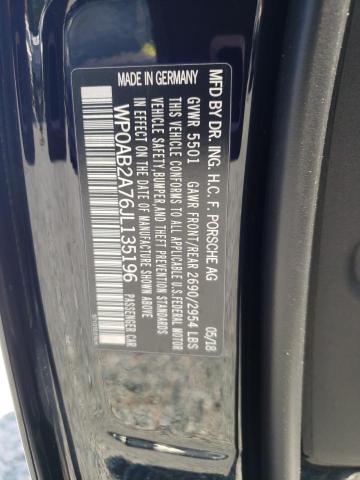 MFD BY DR. ING. H.C. F. PORSCHE AG 05/18
GVWR 5501 GAWR FRONT/REAR 2690/2954 LBS
THIS VEHICLE CONFORMS TO ALL APPLICABLE U.S.FEDERAL MOTOR
VEHICLE SAFETY,BUMPER,AND THEFT PREVENTION STANDARDS
IN EFFECT ON THE DATE OF MANUFACTURE SHOWN ABOVE.
WP0AB2A76JL135196 PASSENGER CAR
MADE IN GERMANY